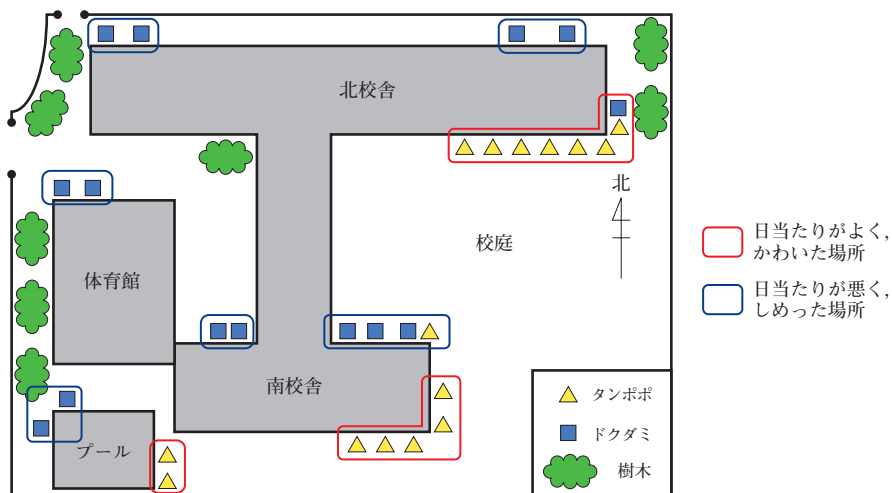 北校舎
北
校庭
日当たりがよく,
かわいた場所
体育館
日当たりが悪く,
しめった場所
南校舎
タンポポ
ドクダミ
プール
樹木